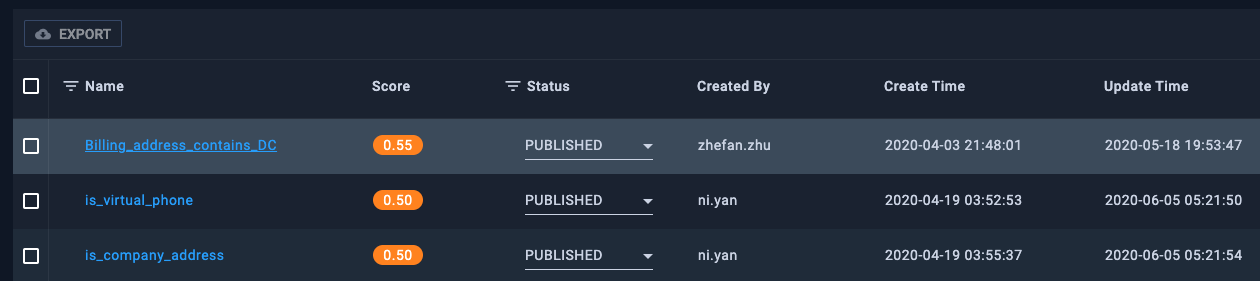 EXPORT
Name Score Status Created By Create Time Update Time
Billing_address_contains_DC 0.55 PUBLISHED zhefan.zhu 2020-04-03 21:48:01 2020-05-18 19:53:47
is_virtual_phone 0.50 PUBLISHED ni.yan 2020-04-19 03:52:53 2020-06-05 05:21:50
is_company_address 0.50 PUBLISHED ni.yan 2020-04-19 03:55:37 2020-06-05 05:21:54